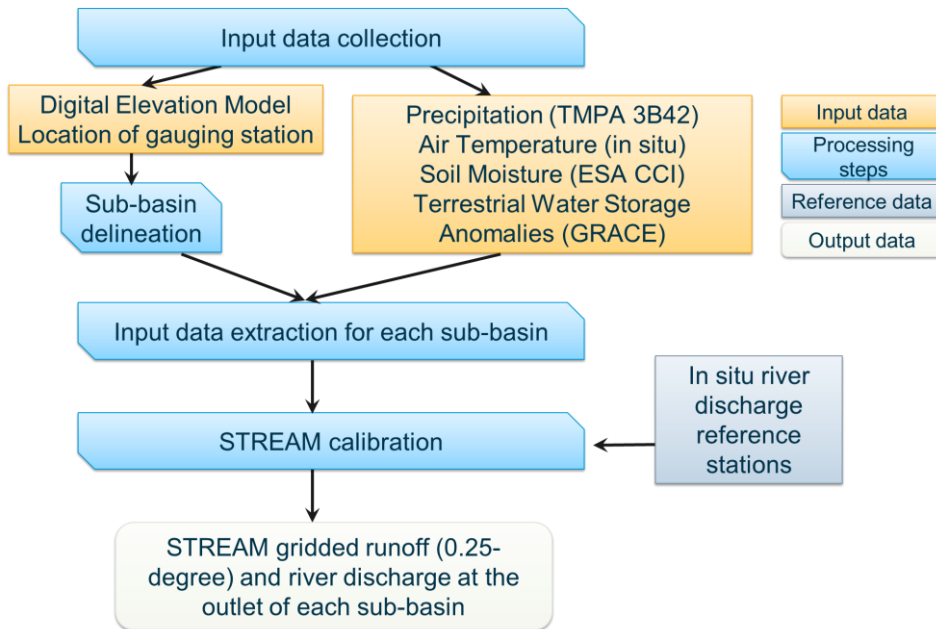 Input data collection
Digital Elevation Model
Location of gauging station
Precipitation (TMPA 3B42)
Air Temperature (in situ)
Soil Moisture (ESA CCI)
Terrestrial Water Storage
Anomalies (GRACE)
Input data
Processing
steps
Reference data
Output data
Sub-basin
delineation
Input data extraction for each sub-basin
In situ river
discharge
reference
stations
STREAM calibration
STREAM gridded runoff (0.25-
degree) and river discharge at the
outlet of each sub-basin